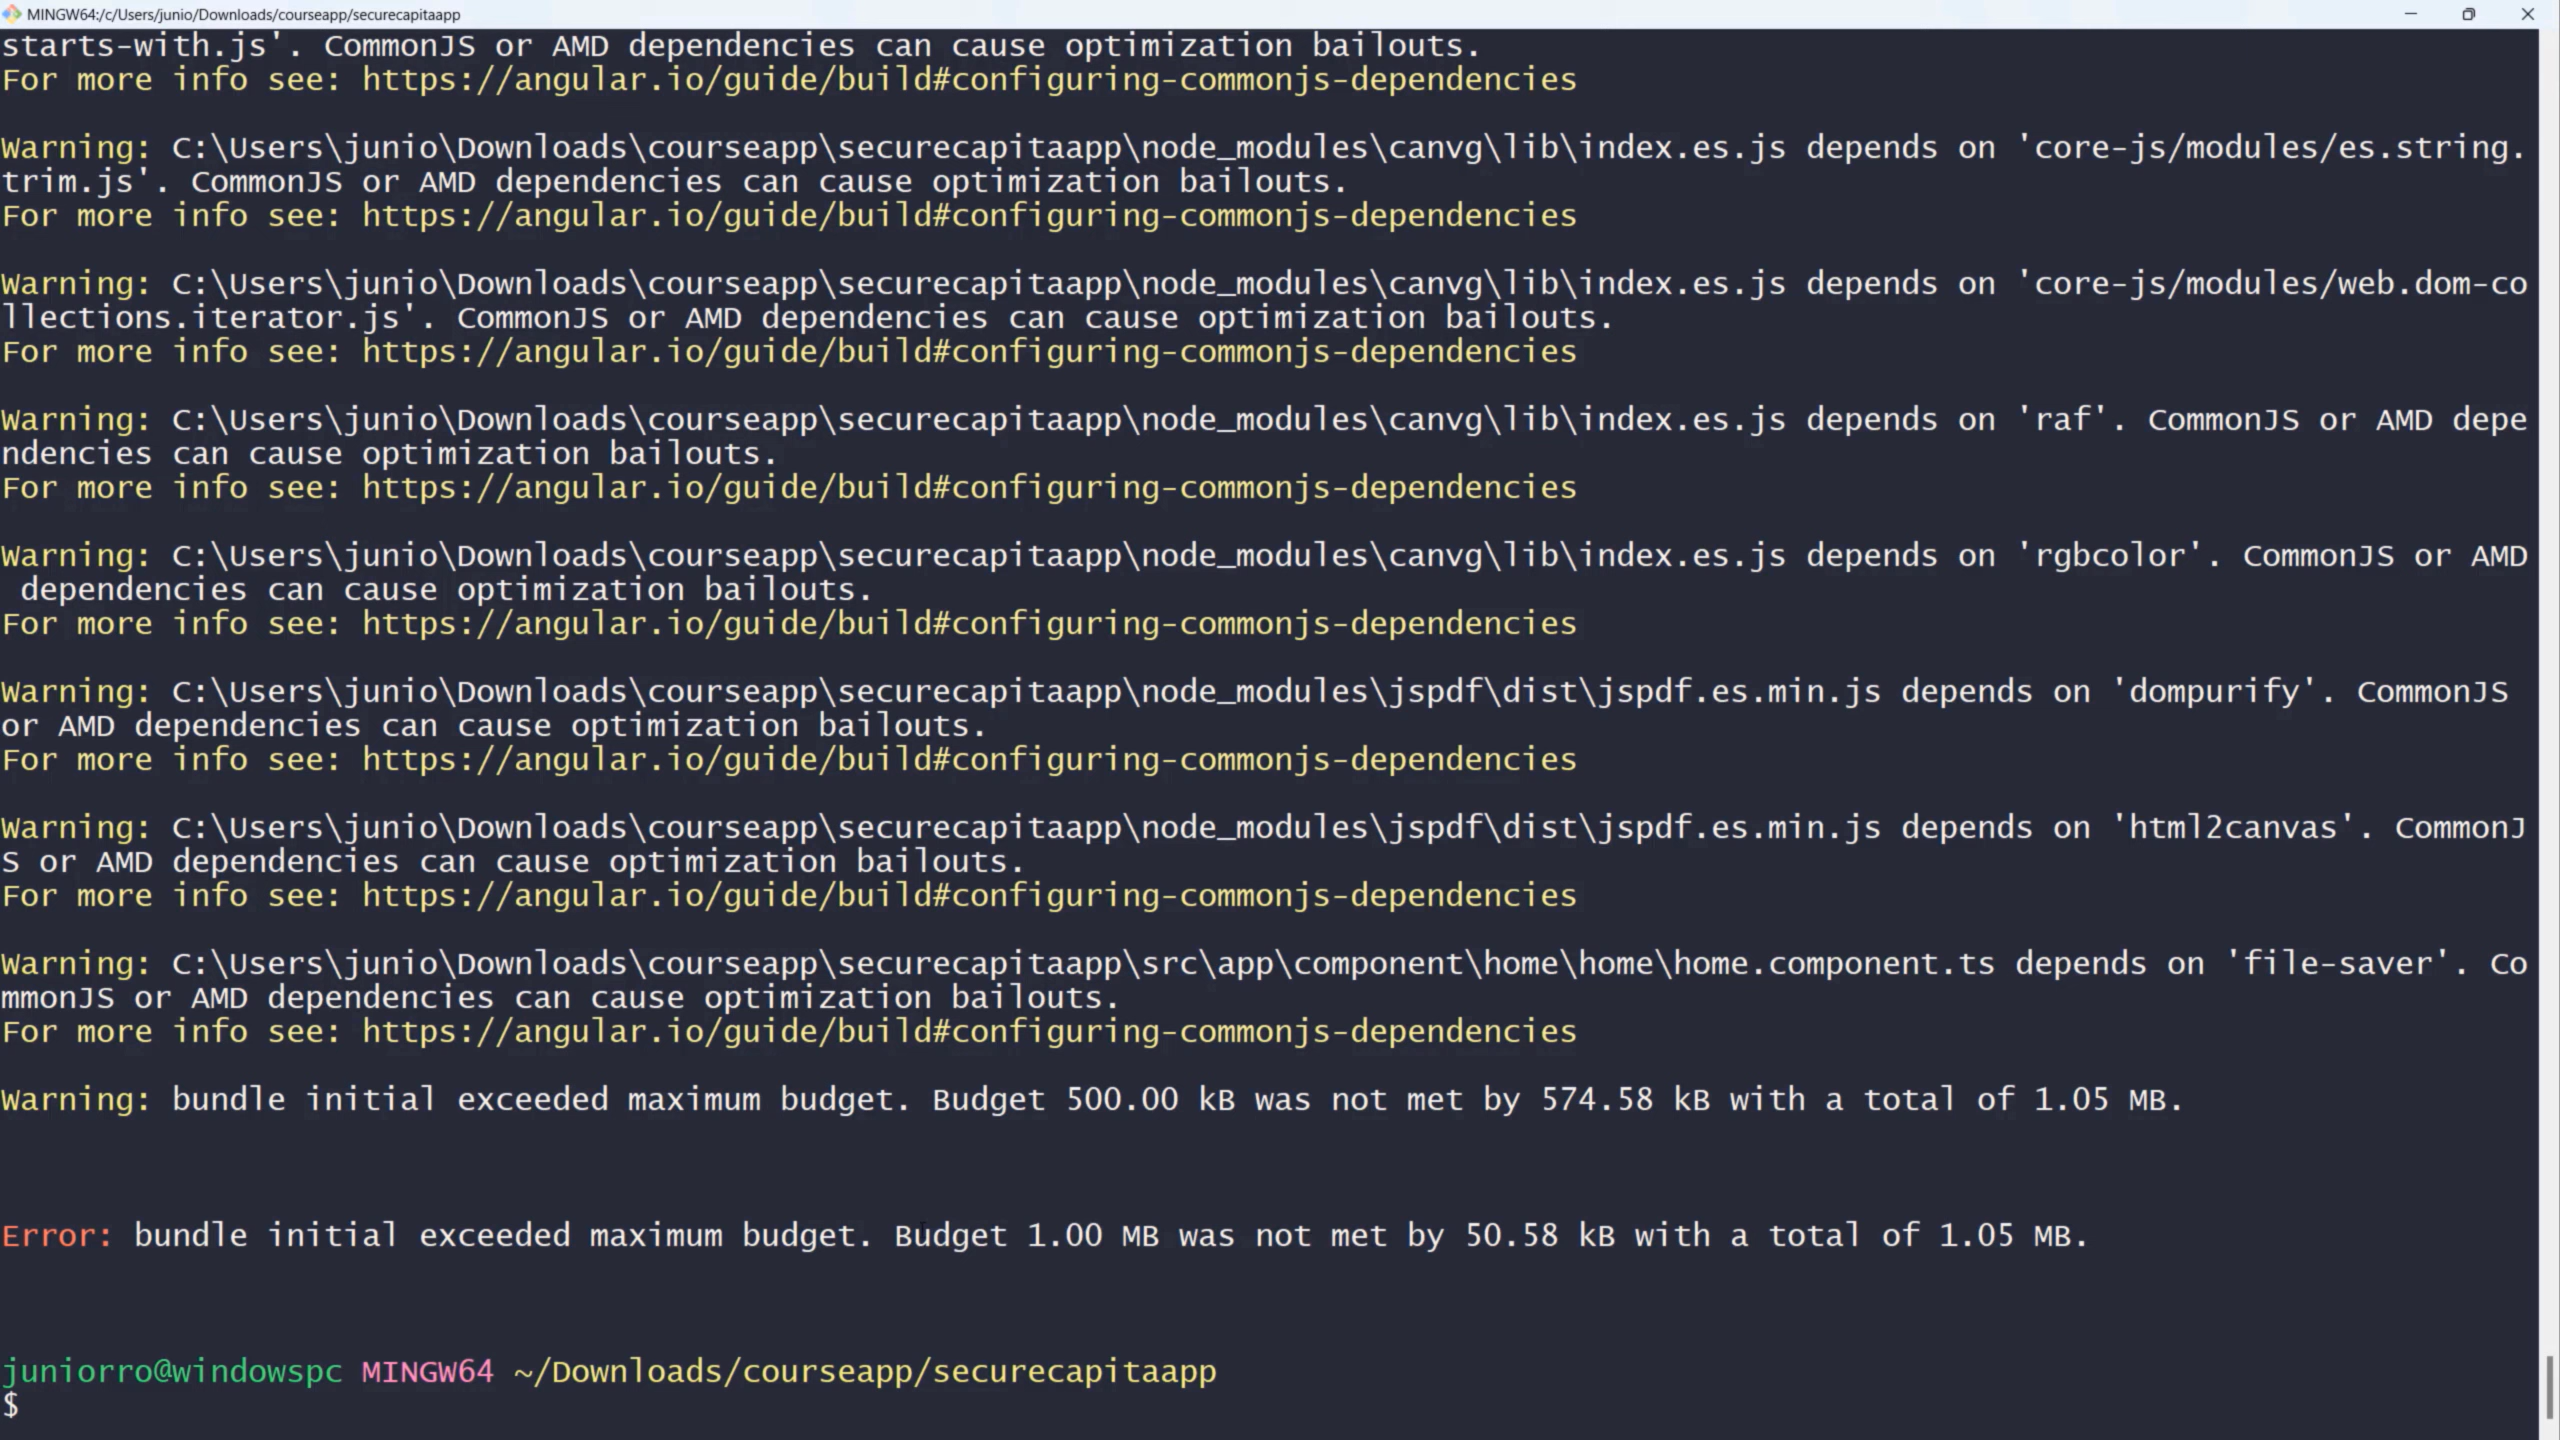 MINGW64:/c/Users/junio/Downloads/courseapp/securecapitaapp
starts-with.js'. CommonJS or AMD dependencies can cause optimization bailouts.
For more info see: https://angular.io/guide/build#configuring-commonjs-dependencies
Warning: C:\Users\junio\Downloads\courseapp\securecapitaapp\node_modules\canvg\lib\index.es.js depends on 'core-js/modules/es.string.
trim.js'. CommonJS or AMD dependencies can cause optimization bailouts.
For more info see: https://angular.io/guide/build#configuring-commonjs-dependencies
Warning: C:\Users\junio\Downloads\courseapp\securecapitaapp\node_modules\canvg\lib\index.es.js depends on 'core-js/modules/web.dom-co
llections.iterator.js'. CommonJS or AMD dependencies can cause optimization bailouts.
For more info see: https://angular.io/guide/build#configuring-commonjs-dependencies
Warning: C:\Users\junio\Downloads\courseapp\securecapitaapp\node_modules\canvg\lib\index.es.js depends on 'raf'. CommonJS or AMD depe
ndencies can cause optimization bailouts.
For more info see: https://angular.io/guide/build#configuring-commonjs-dependencies
Warning: C:\Users\junio\Downloads\courseapp\securecapitaapp\node_modules\canvg\lib\index.es.js depends on 'rgbcolor'. CommonJS or AMD
dependencies can cause optimization bailouts.
For more info see: https://angular.io/guide/build#configuring-commonjs-dependencies
Warning: C:\Users\junio\Downloads\courseapp\securecapitaapp\node_modules\jspdf\dist\jspdf.es.min.js depends on 'dompurify'. CommonJS
or AMD dependencies can cause optimization bailouts.
For more info see: https://angular.io/guide/build#configuring-commonjs-dependencies
Warning: C:\Users\junio\Downloads\courseapp\securecapitaapp\node_modules\jspdf\dist\jspdf.es.min.js depends on 'html2canvas'. CommonJ
S or AMD dependencies can cause optimization bailouts.
For more info see: https://angular.io/guide/build#configuring-commonjs-dependencies
Warning: C:\Users\junio\Downloads\courseapp\securecapitaapp\src\app\component\home\home\home.component.ts depends on 'file-saver'. Co
mmonJS or AMD dependencies can cause optimization bailouts.
For more info see: https://angular.io/guide/build#configuring-commonjs-dependencies
Warning: bundle initial exceeded maximum budget. Budget 500.00 kB was not met by 574.58 kB with a total of 1.05 MB.
Error: bundle initial exceeded maximum budget. Budget 1.00 MB was not met by 50.58 kB with a total of 1.05 MB.
juniorro@windowspc MINGW64 ~/Downloads/courseapp/securecapitaapp
$